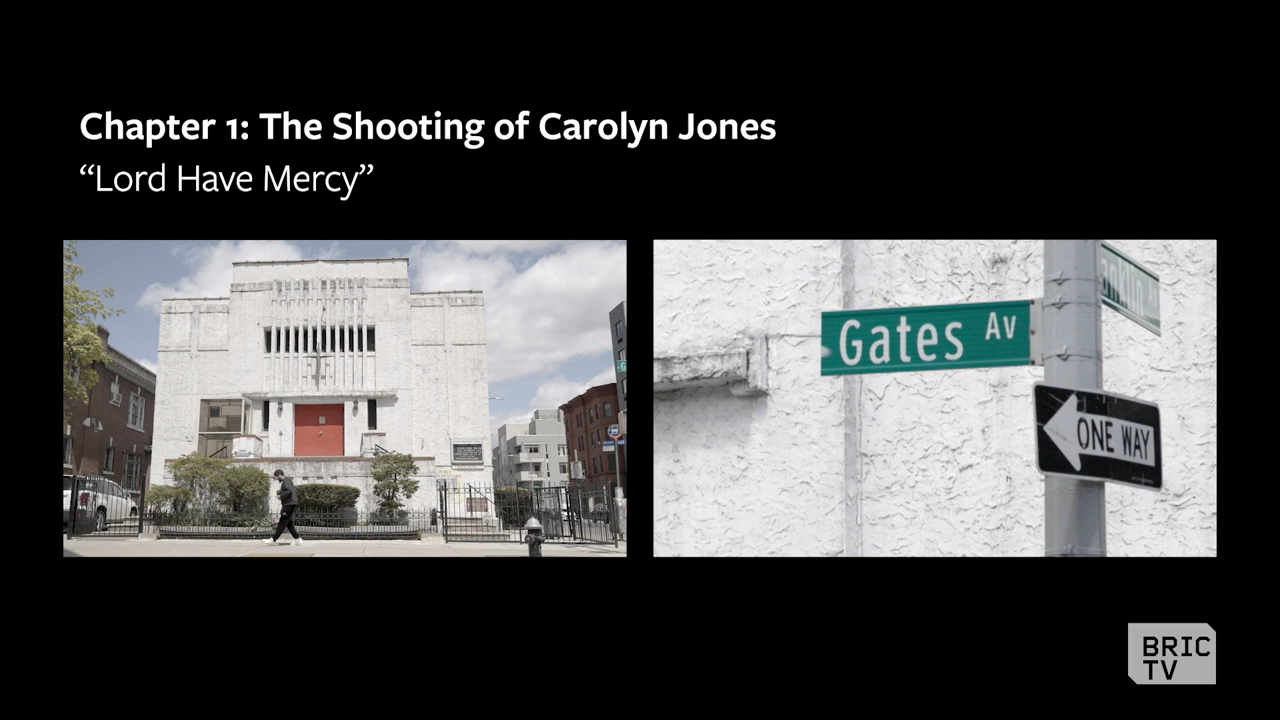 Chapter 1: The Shooting of Carolyn Jones
“Lord Have Mercy”
Gates Av
ONE WAY
BRIC
TV